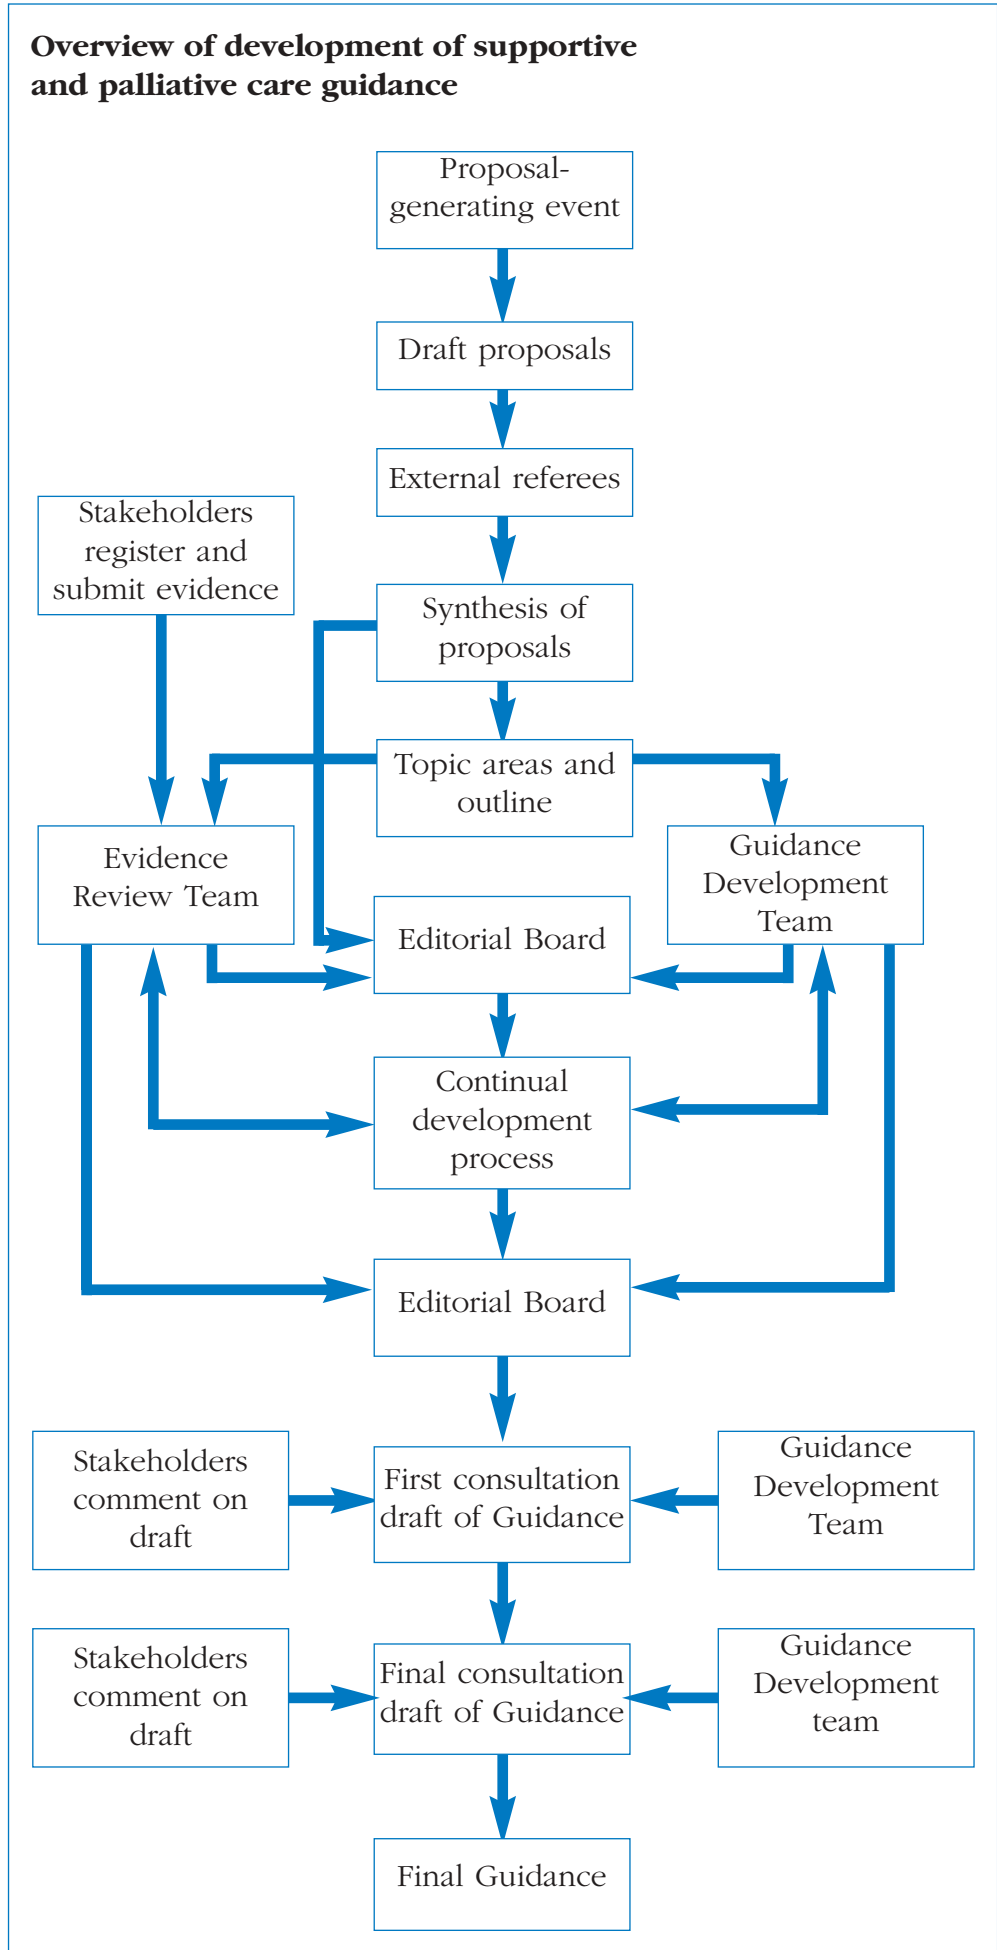 Overview of development of supportive
and palliative care guidance
Proposal-
generating event
Draft proposals
External referees
Stakeholders
register and
submit evidence
Synthesis of
proposals
Topic areas and
outline
Evidence
Review Team
Guidance
Development
Team
Editorial Board
Continual
development
process
Editorial Board
Stakeholders
comment on
draft
First consultation
draft of Guidance
Guidance
Development
Team
Stakeholders
comment on
draft
Final consultation
draft of Guidance
Guidance
Development
team
Final Guidance